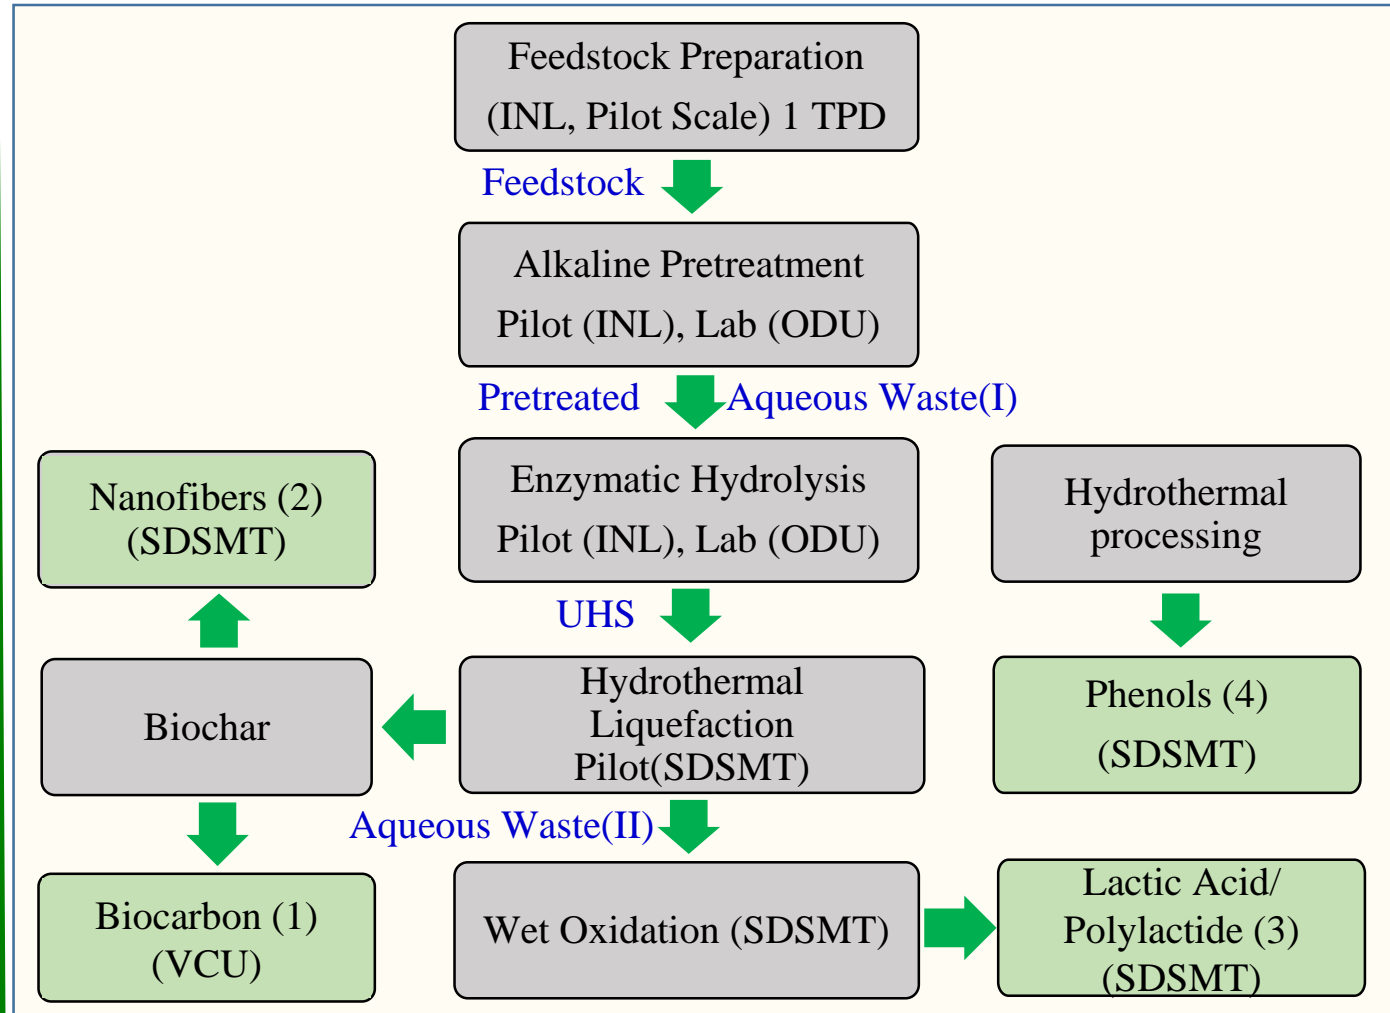 Feedstock Preparation
(INL, Pilot Scale) 1 TPD
Feedstock
Alkaline Pretreatment
Pilot (INL), Lab (ODU)
Pretreated
Aqueous Waste(I)
Nanofibers (2)
(SDSMT)
Enzymatic Hydrolysis
Pilot (INL), Lab (ODU)
Hydrothermal
processing
UHS
Biochar
Hydrothermal
Liquefaction
Pilot(SDSMT)
Phenols (4)
(SDSMT)
Aqueous Waste(II)
Biocarbon (1)
(VCU)
Wet Oxidation (SDSMT)
Lactic Acid/
Polylactide (3)
(SDSMT)